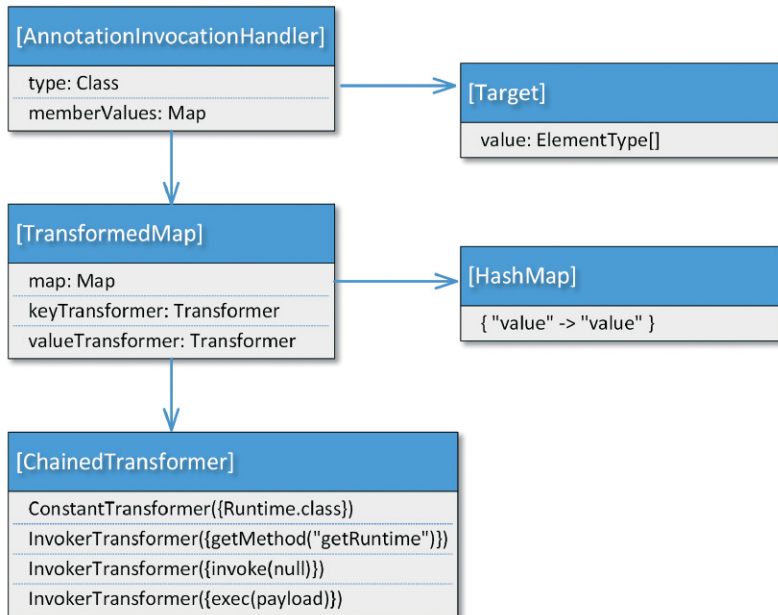 [AnnotationInvocationHandler]
type: Class
memberValues: Map
[Target]
value: ElementType[]
[TransformedMap]
map: Map
keyTransformer: Transformer
valueTransformer: Transformer
[HashMap]
{ "value" -> "value" }
[ChainedTransformer]
ConstantTransformer({Runtime.class})
InvokerTransformer({getMethod("getRuntime")})
InvokerTransformer({invoke(null)})
InvokerTransformer({exec(payload)})